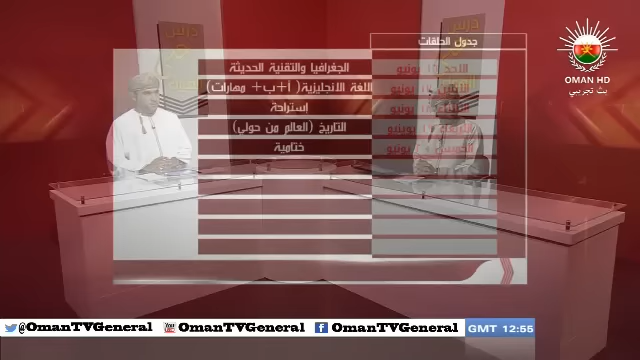 جدول الحلقات
الجغرافيا والتقنية الحديثة
اللغة الانجليزية (أ+ب+ مهارات)
إستراحة
التاريخ (العالم من حولي)
ختامية
OMAN HD
بث تجريبي
@OmanTVGeneral
OmanTVGeneral
OmanTVGeneral
GMT 12:55